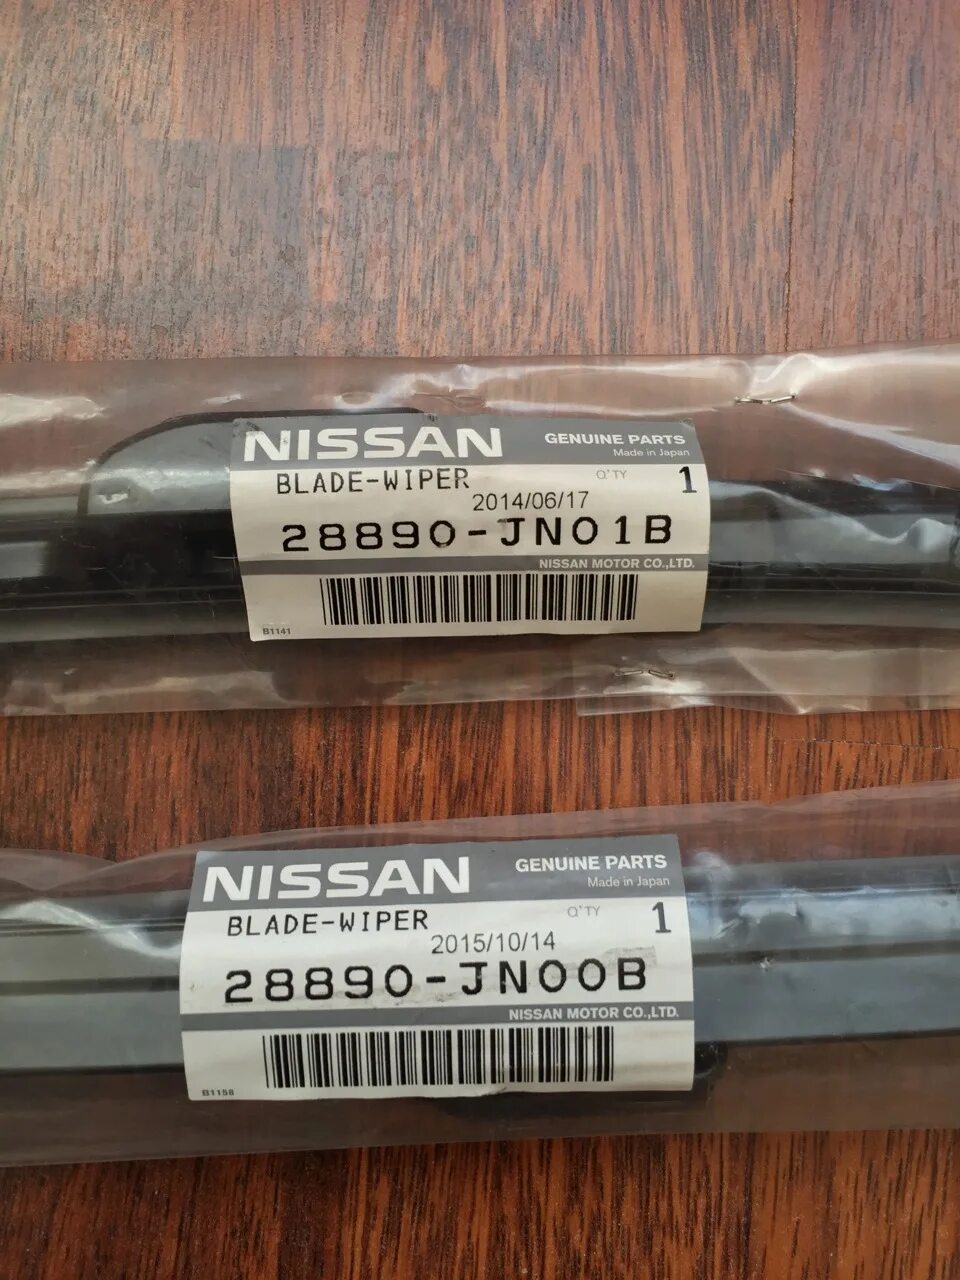 NISSAN GENUINE PARTS
Made in Japan
BLADE-WIPER Q'TY 1
2014/06/17
28890-JN01B
NISSAN MOTOR CO.,LTD.
B1141
NISSAN GENUINE PARTS
Made in Japan
BLADE-WIPER Q'TY 1
2015/10/14
28890-JN00B
NISSAN MOTOR CO.,LTD.
B1158